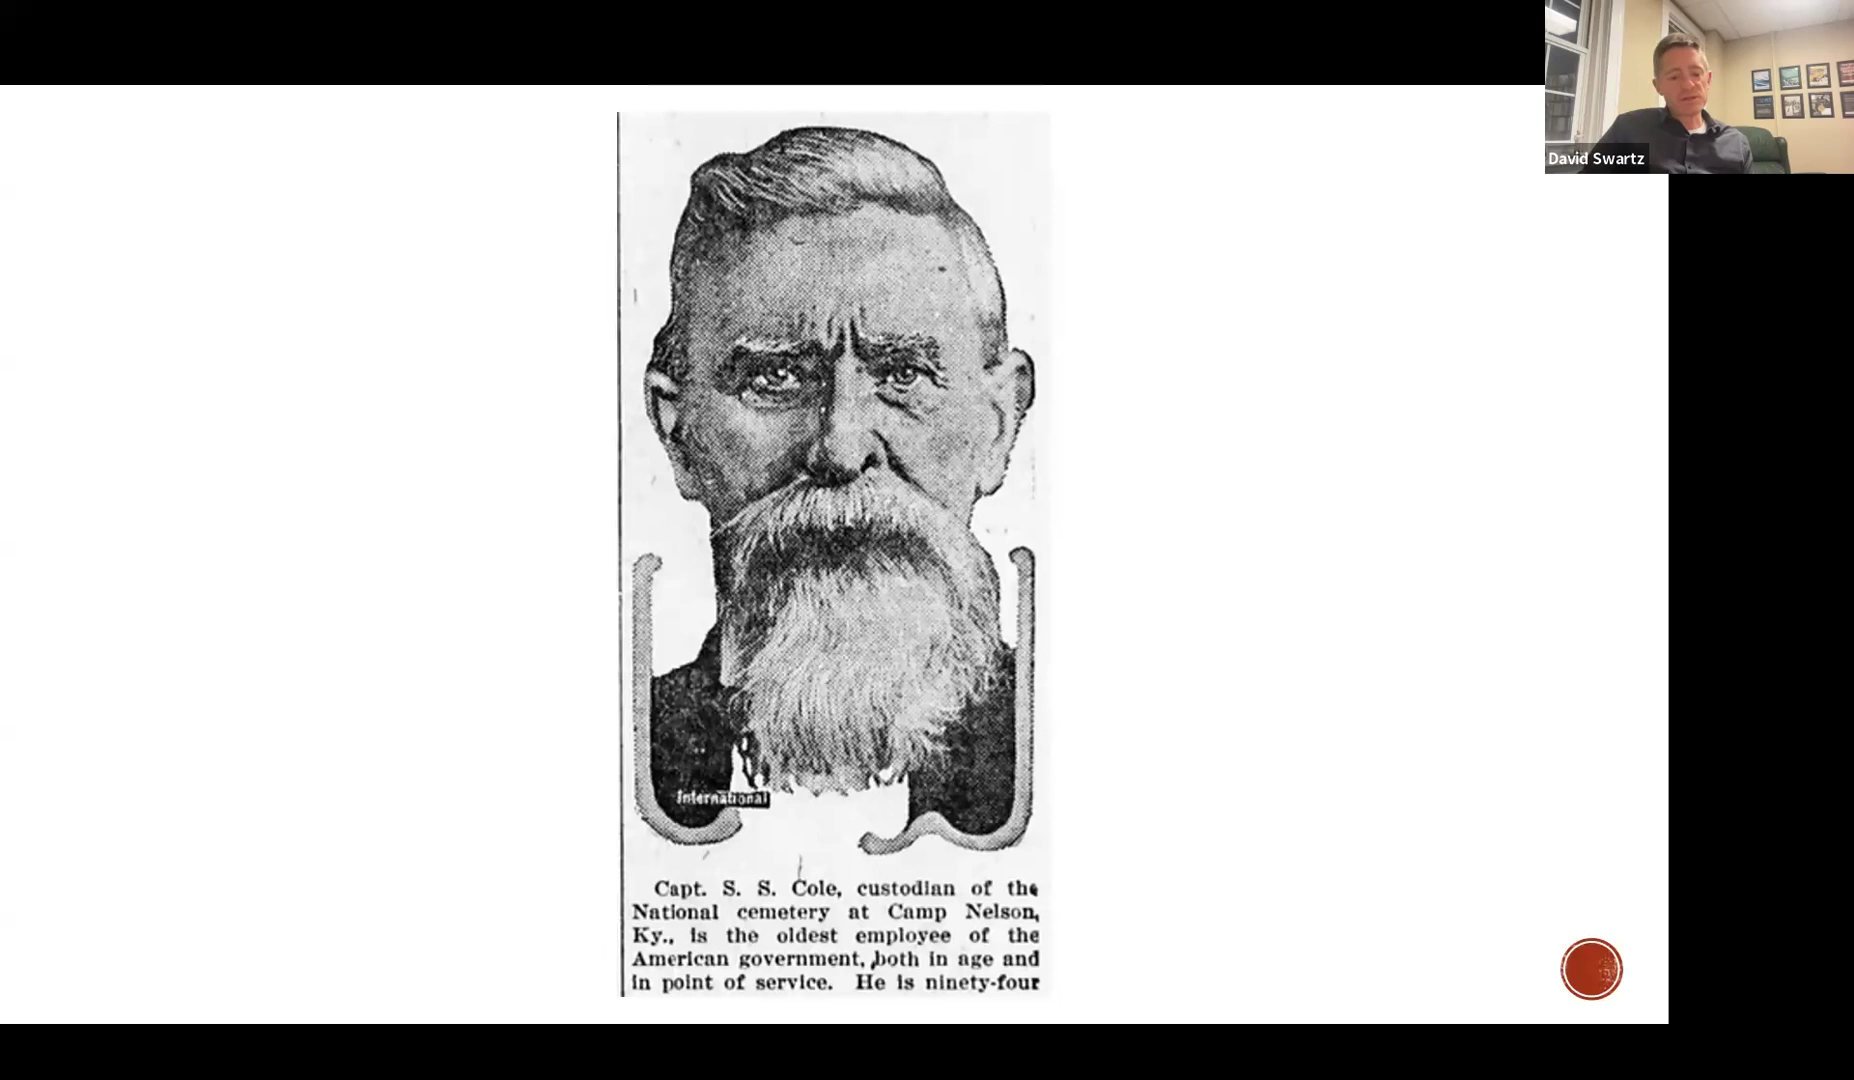 David Swartz
International
Capt. S. S. Cole, custodian of the
National cemetery at Camp Nelson,
Ky., is the oldest employee of the
American government, both in age and
in point of service. He is ninety-four